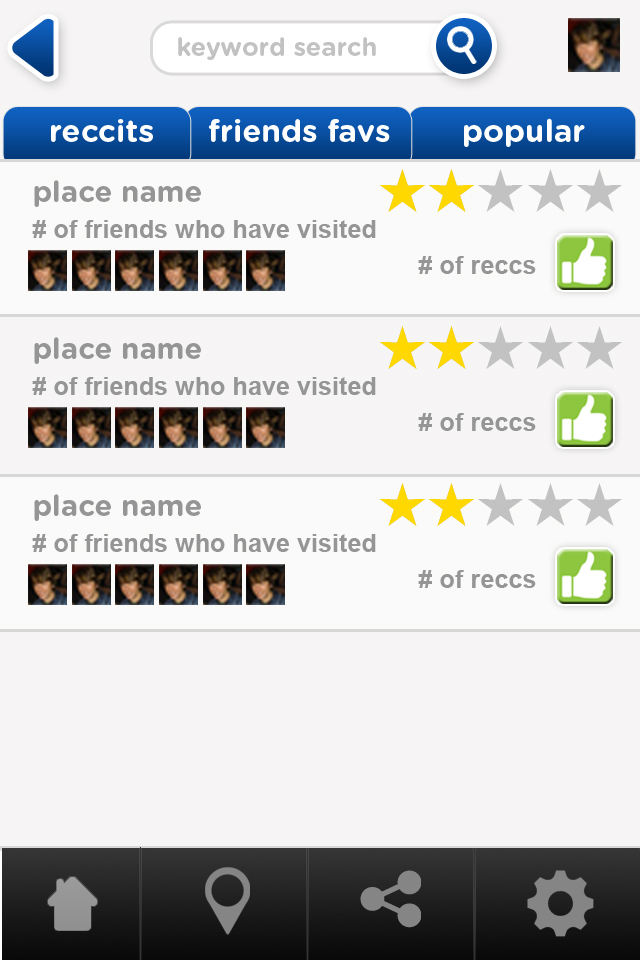 keyword search
reccits
friends favs
popular
place name
# of friends who have visited
# of reccs
place name
# of friends who have visited
# of reccs
place name
# of friends who have visited
# of reccs